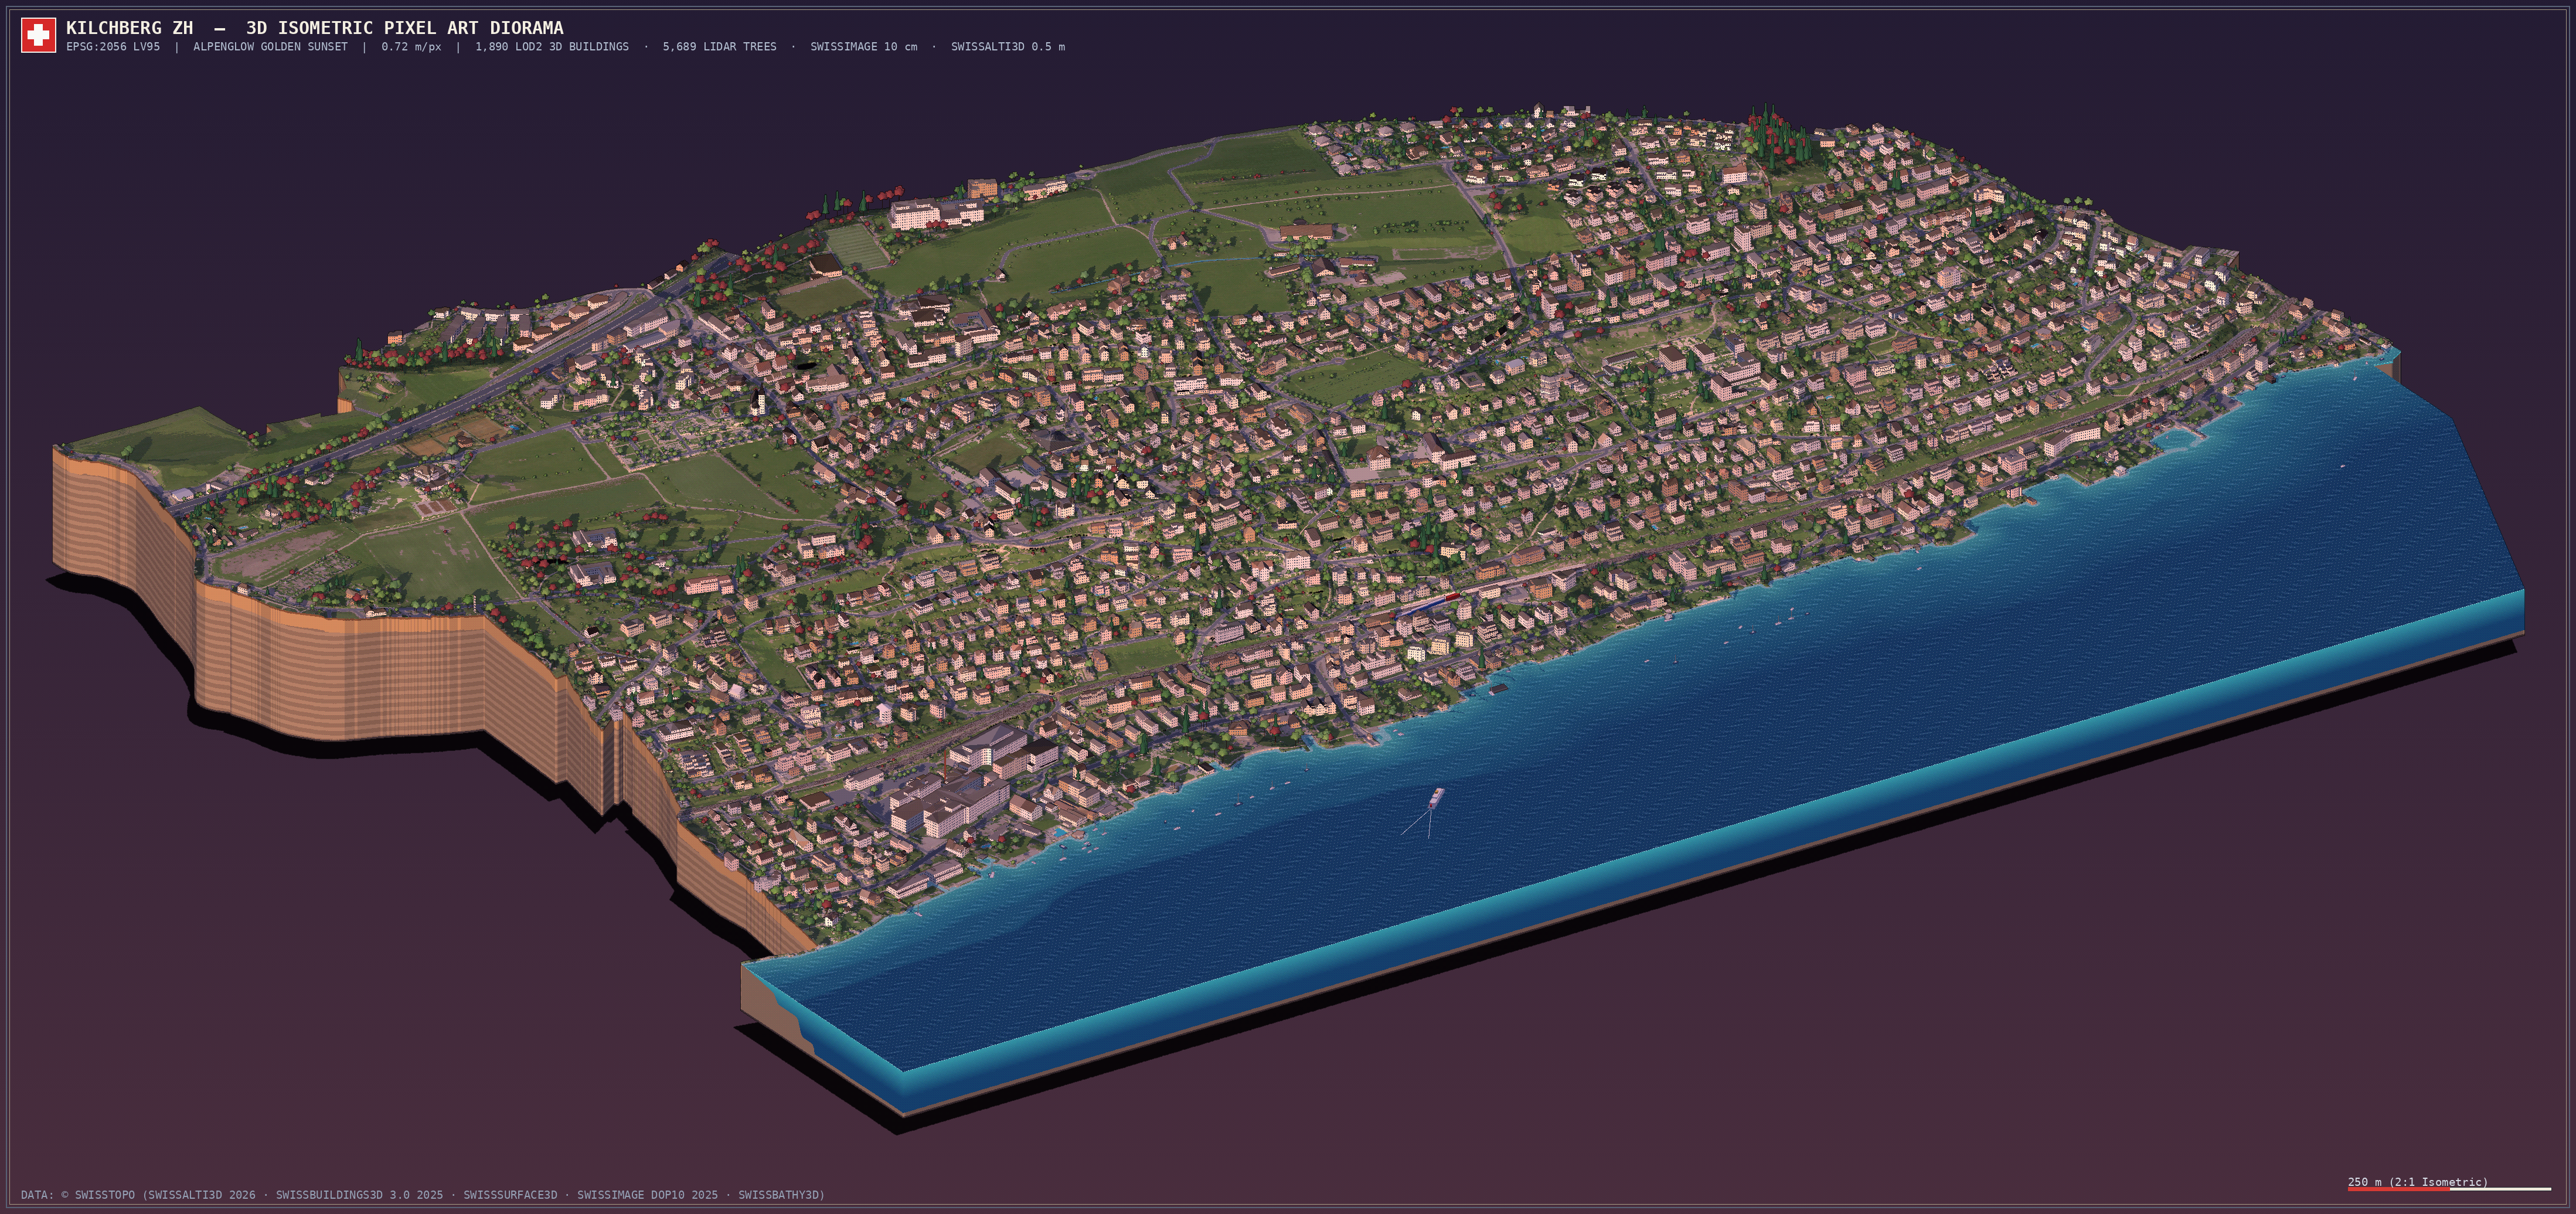 KILCHBERG ZH — 3D ISOMETRIC PIXEL ART DIORAMA
EPSG:2056 LV95 | ALPENGLOW GOLDEN SUNSET | 0.72 m/px | 1,890 LOD2 3D BUILDINGS · 5,689 LIDAR TREES · SWISSIMAGE 10 cm · SWISSALTI3D 0.5 m
250 m (2:1 Isometric)
DATA: © SWISSTOPO (SWISSALTI3D 2026 · SWISSBUILDINGS3D 3.0 2025 · SWISSSURFACE3D · SWISSIMAGE DOP10 2025 · SWISSBATHY3D)